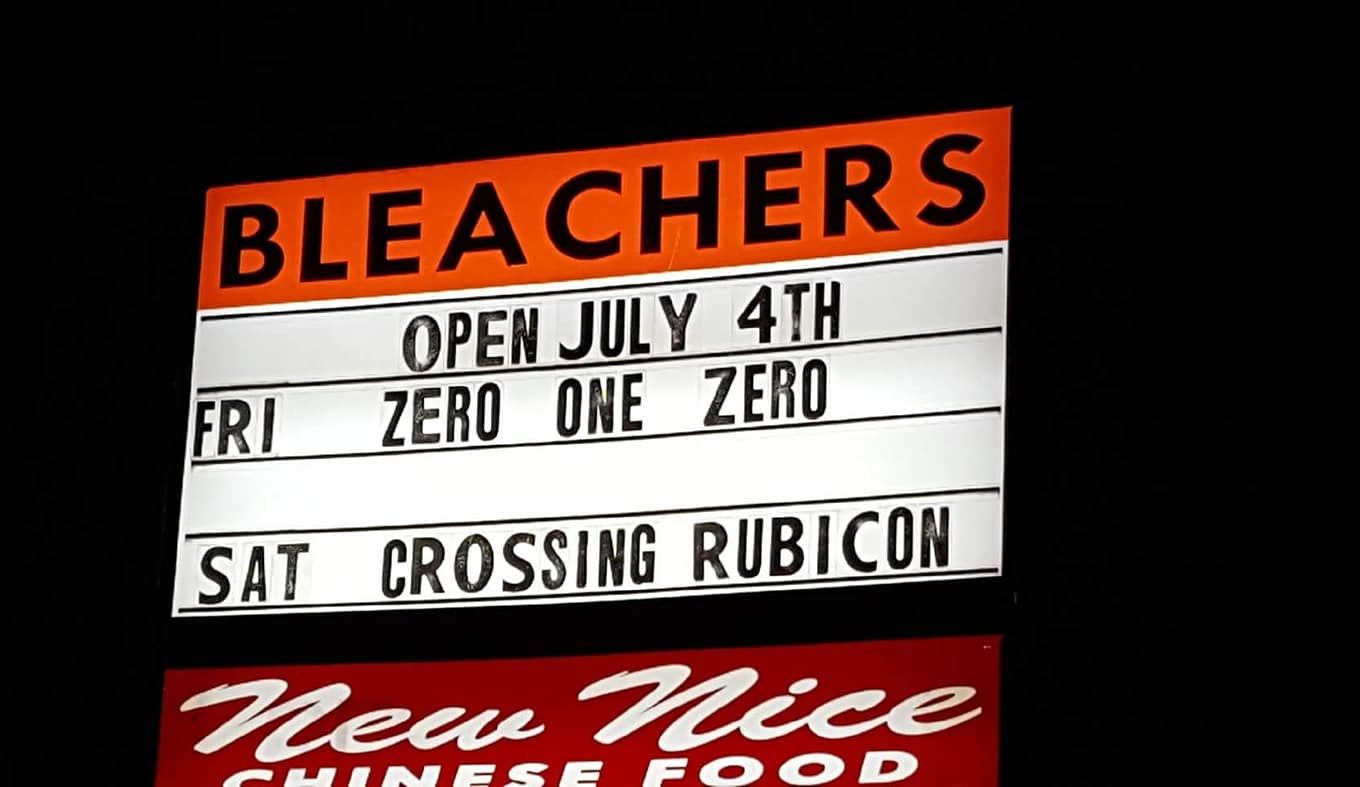 BLEACHERS
OPEN JULY 4TH
FRI ZERO ONE ZERO
SAT CROSSING RUBICON
New Nice
CHINESE FOOD